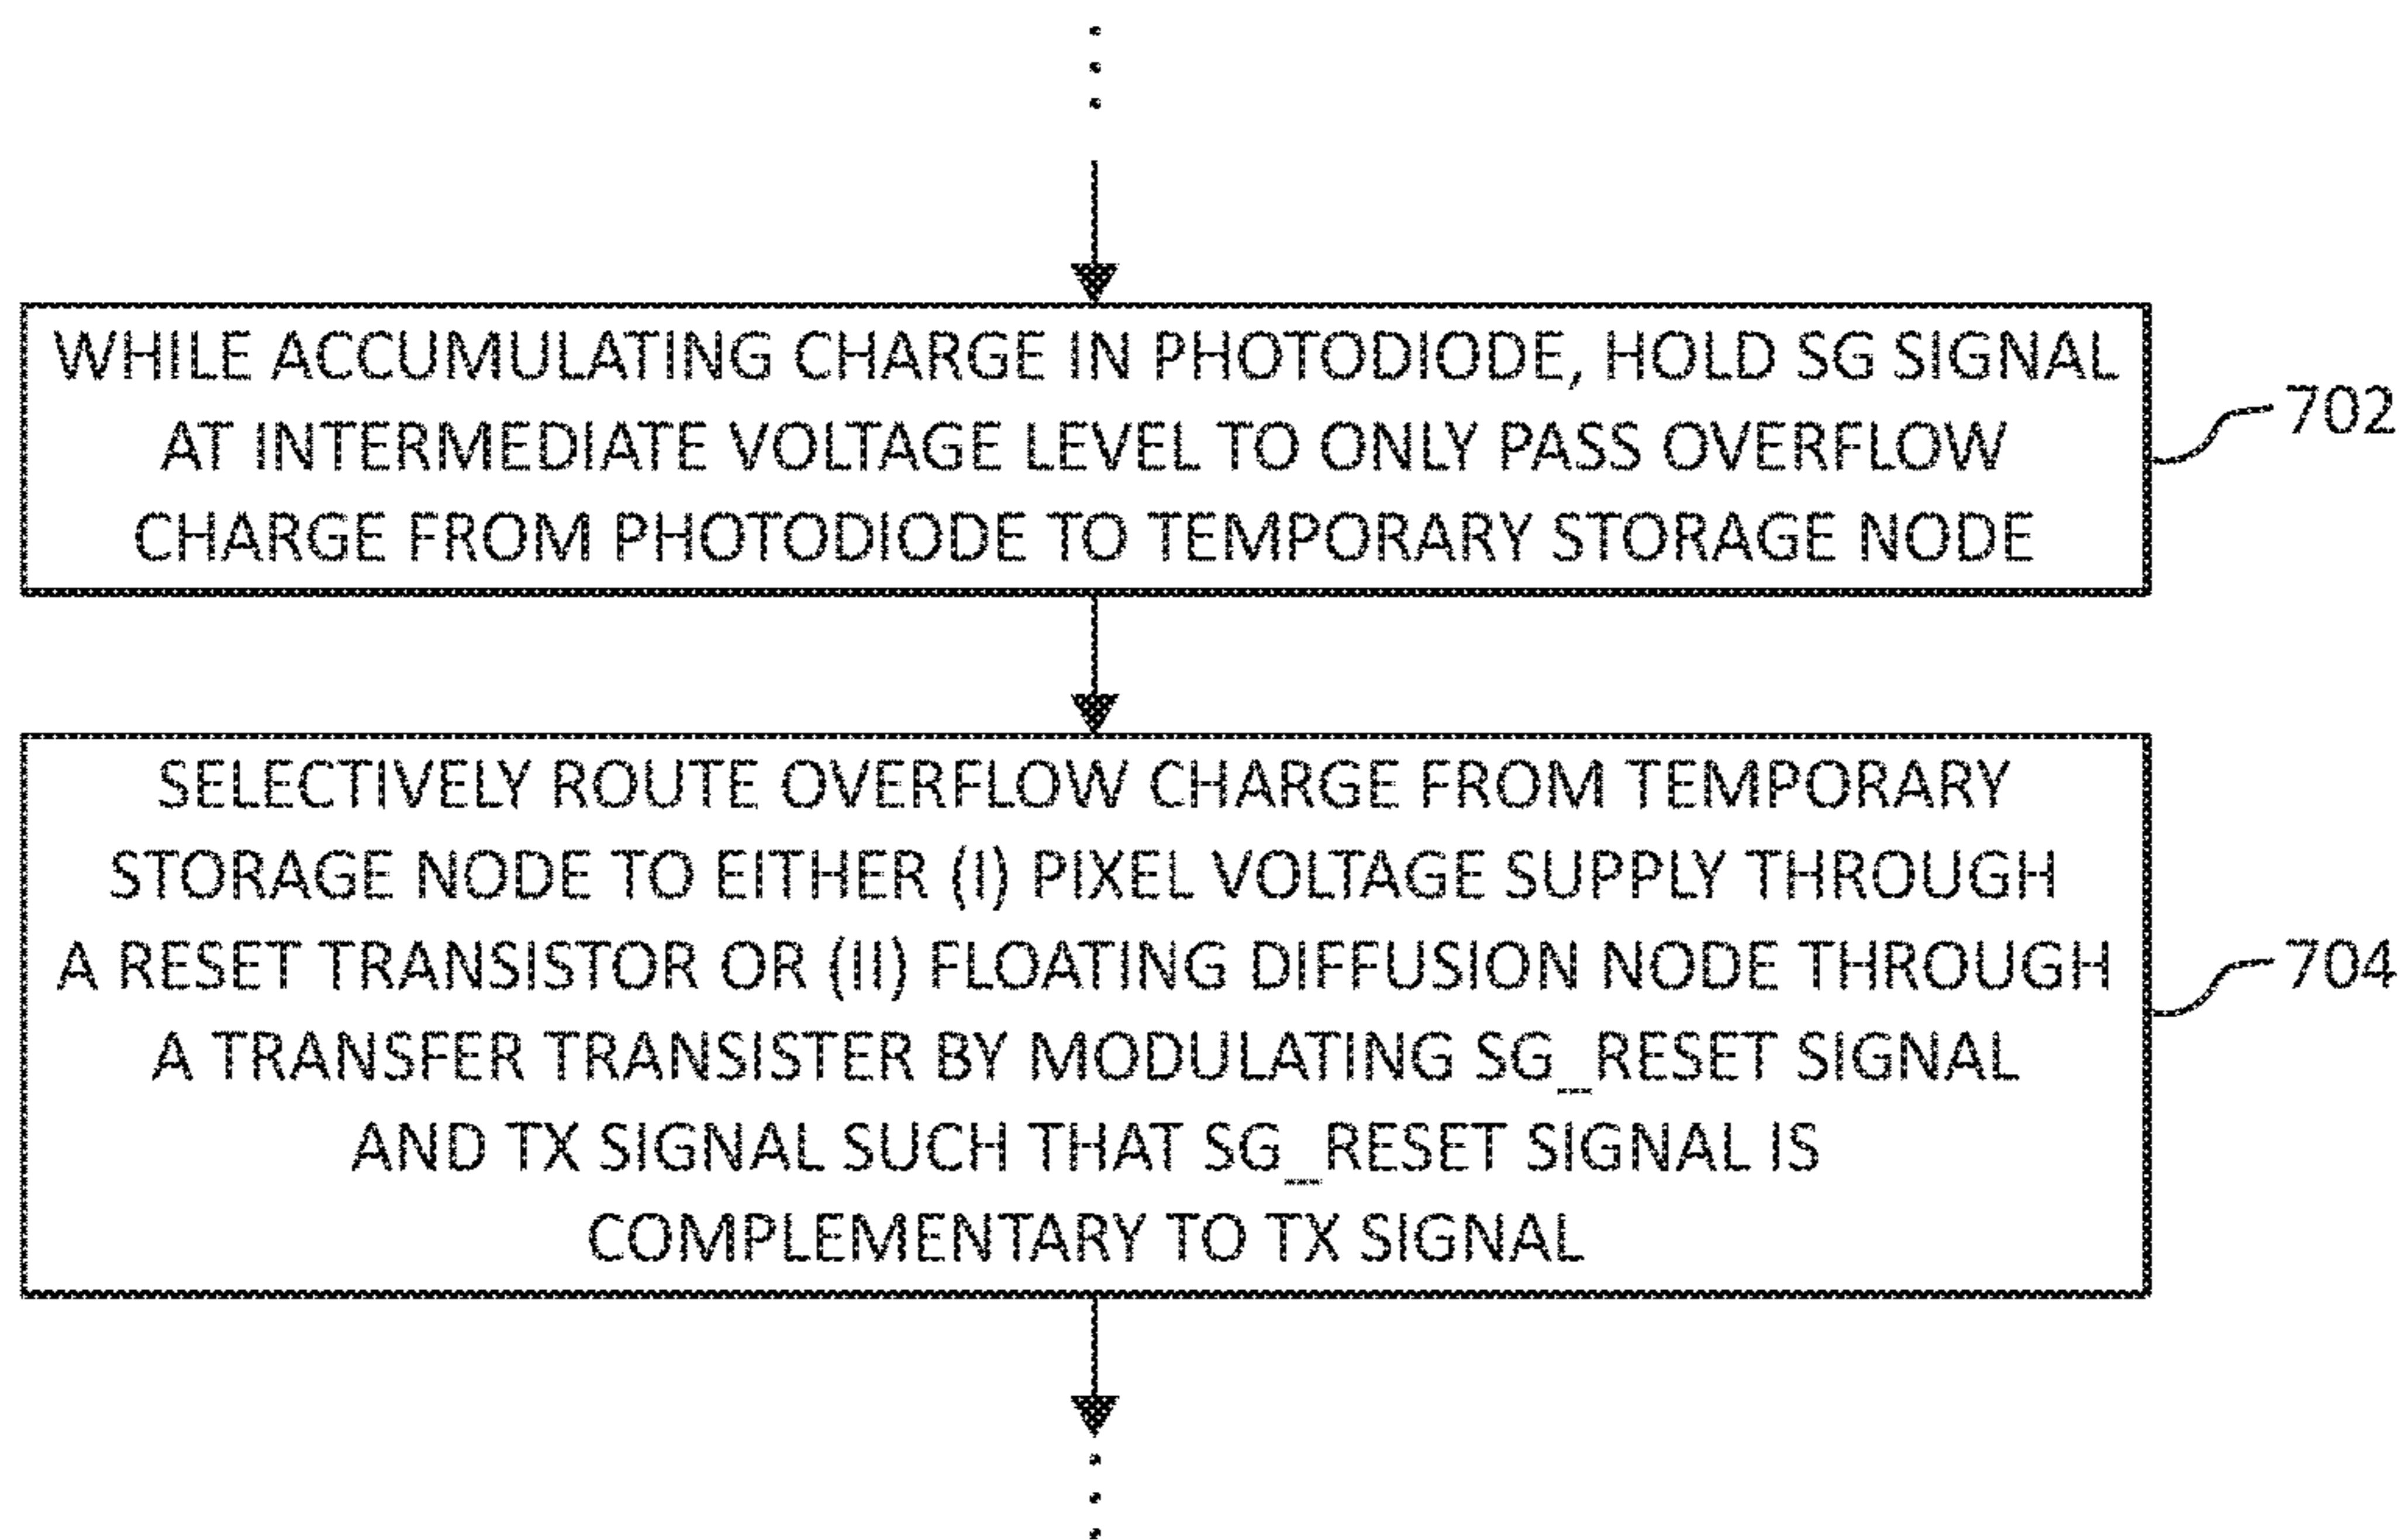 WHILE ACCUMULATING CHARGE IN PHOTODIODE, HOLD SG SIGNAL
AT INTERMEDIATE VOLTAGE LEVEL TO ONLY PASS OVERFLOW
CHARGE FROM PHOTODIODE TO TEMPORARY STORAGE NODE
702
SELECTIVELY ROUTE OVERFLOW CHARGE FROM TEMPORARY
STORAGE NODE TO EITHER (I) PIXEL VOLTAGE SUPPLY THROUGH
A RESET TRANSISTOR OR (II) FLOATING DIFFUSION NODE THROUGH
A TRANSFER TRANSISTER BY MODULATING SG_RESET SIGNAL
AND TX SIGNAL SUCH THAT SG_RESET SIGNAL IS
COMPLEMENTARY TO TX SIGNAL
704